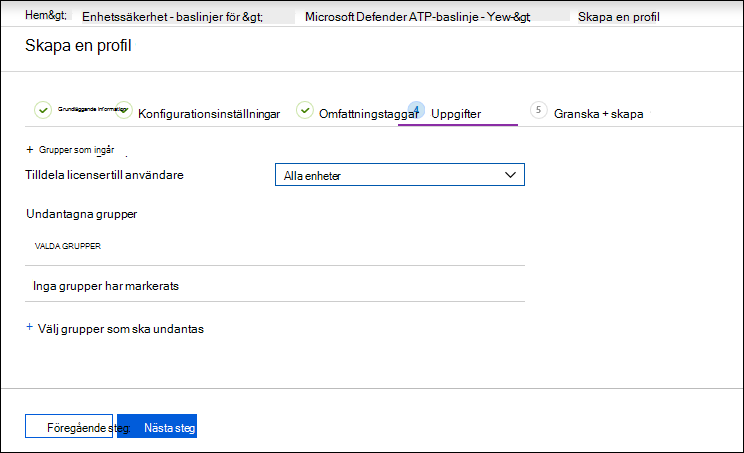 Hem&gt; Enhetssäkerhet - baslinjer för &gt; Microsoft Defender ATP-baslinje - Yew-&gt; Skapa en profil
Skapa en profil
Grundläggande information Konfigurationsinställningar Omfattningstaggar 4 Uppgifter 5 Granska + skapa
+ Grupper som ingår
Tilldela licensertill användare Alla enheter
Undantagna grupper
VALDA GRUPPER
Inga grupper har markerats
+ Välj grupper som ska undantas
Föregående steg: Nästa steg